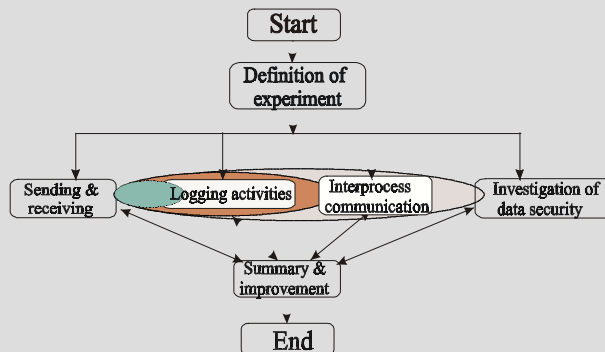 Start
Definition of
experiment
Sending &
receiving
Logging activities
Interprocess
communication
Investigation of
data security
Summary &
improvement
End